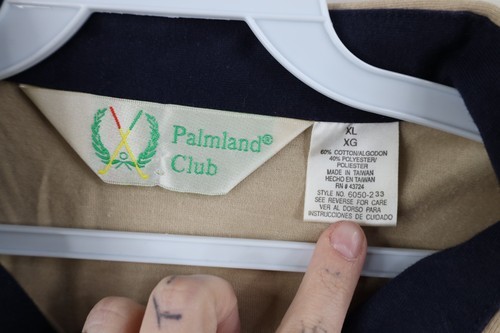 Palmland®
Club
XL
XG
60% COTTON/ALGODON
40% POLYESTER/
POLIESTER
MADE IN TAIWAN
HECHO EN TAIWAN
RN # 43724
STYLE NO. 6050-233
SEE REVERSE FOR CARE
VER AL DORSO PARA
INSTRUCCIONES DE CUIDADO